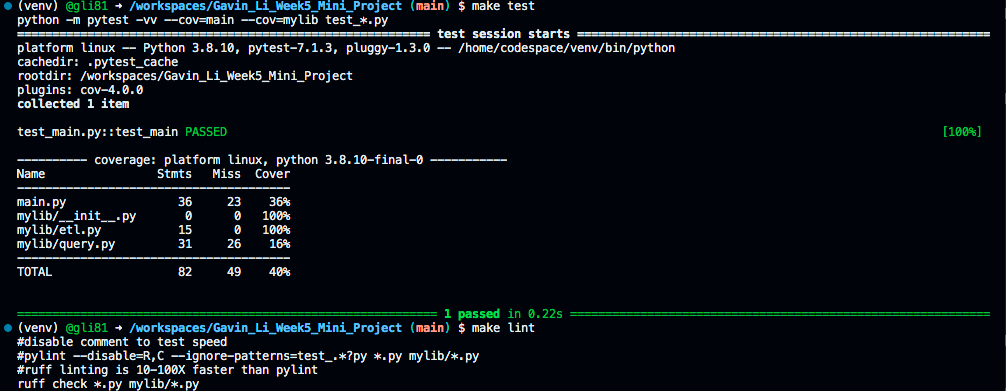 (venv) @gli81 → /workspaces/Gavin_Li_Week5_Mini_Project (main) $ make test
python -m pytest -vv --cov=main --cov=mylib test_*.py
============================================================== test session starts ==============================================================
platform linux -- Python 3.8.10, pytest-7.1.3, pluggy-1.3.0 -- /home/codespace/venv/bin/python
cachedir: .pytest_cache
rootdir: /workspaces/Gavin_Li_Week5_Mini_Project
plugins: cov-4.0.0
collected 1 item
test_main.py::test_main PASSED [100%]
---------- coverage: platform linux, python 3.8.10-final-0 -----------
Name                Stmts   Miss  Cover
---------------------------------------
main.py                36     23    36%
mylib/__init__.py       0      0   100%
mylib/etl.py           15      0   100%
mylib/query.py         31     26    16%
---------------------------------------
TOTAL                  82     49    40%
=============================================================== 1 passed in 0.22s ===============================================================
(venv) @gli81 → /workspaces/Gavin_Li_Week5_Mini_Project (main) $ make lint
#disable comment to test speed
#pylint --disable=R,C --ignore-patterns=test_.*?py *.py mylib/*.py
#ruff linting is 10-100X faster than pylint
ruff check *.py mylib/*.py